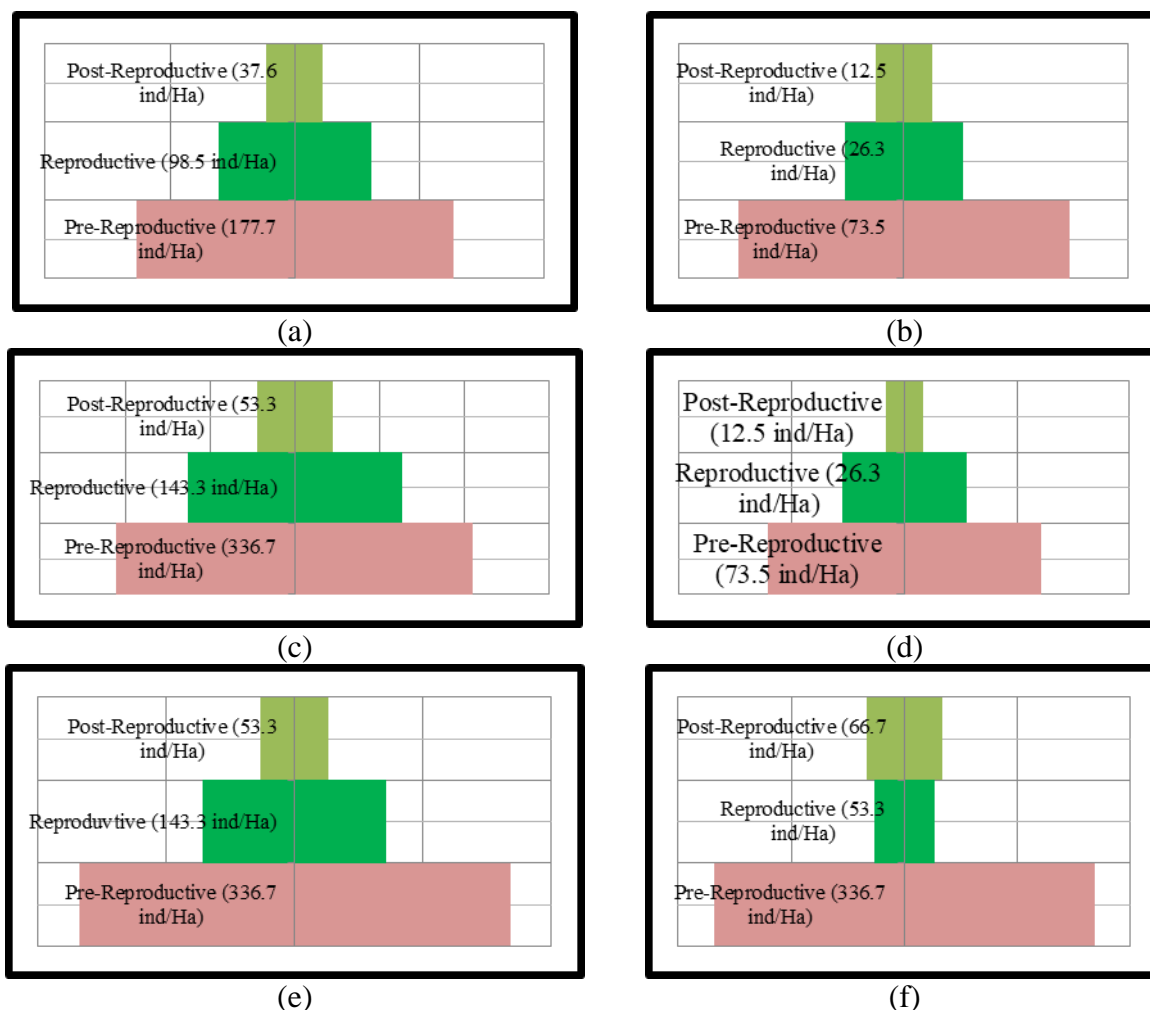 Post-Reproductive (37.6
ind/Ha)
Reproductive (98.5 ind/Ha)
Pre-Reproductive (177.7
ind/Ha)
(a)
Post-Reproductive (12.5
ind/Ha)
Reproductive (26.3
ind/Ha)
Pre-Reproductive (73.5
ind/Ha)
(b)
Post-Reproductive (53.3
ind/Ha)
Reproductive (143.3 ind/Ha)
Pre-Reproductive (336.7
ind/Ha)
(c)
Post-Reproductive
(12.5 ind/Ha)
Reproductive (26.3
ind/Ha)
Pre-Reproductive
(73.5 ind/Ha)
(d)
Post-Reproductive (53.3
ind/Ha)
Reproduvtive (143.3 ind/Ha)
Pre-Reproductive (336.7
ind/Ha)
(e)
Post-Reproductive (66.7
ind/Ha)
Reproductive (53.3
ind/Ha)
Pre-Reproductive (336.7
ind/Ha)
(f)